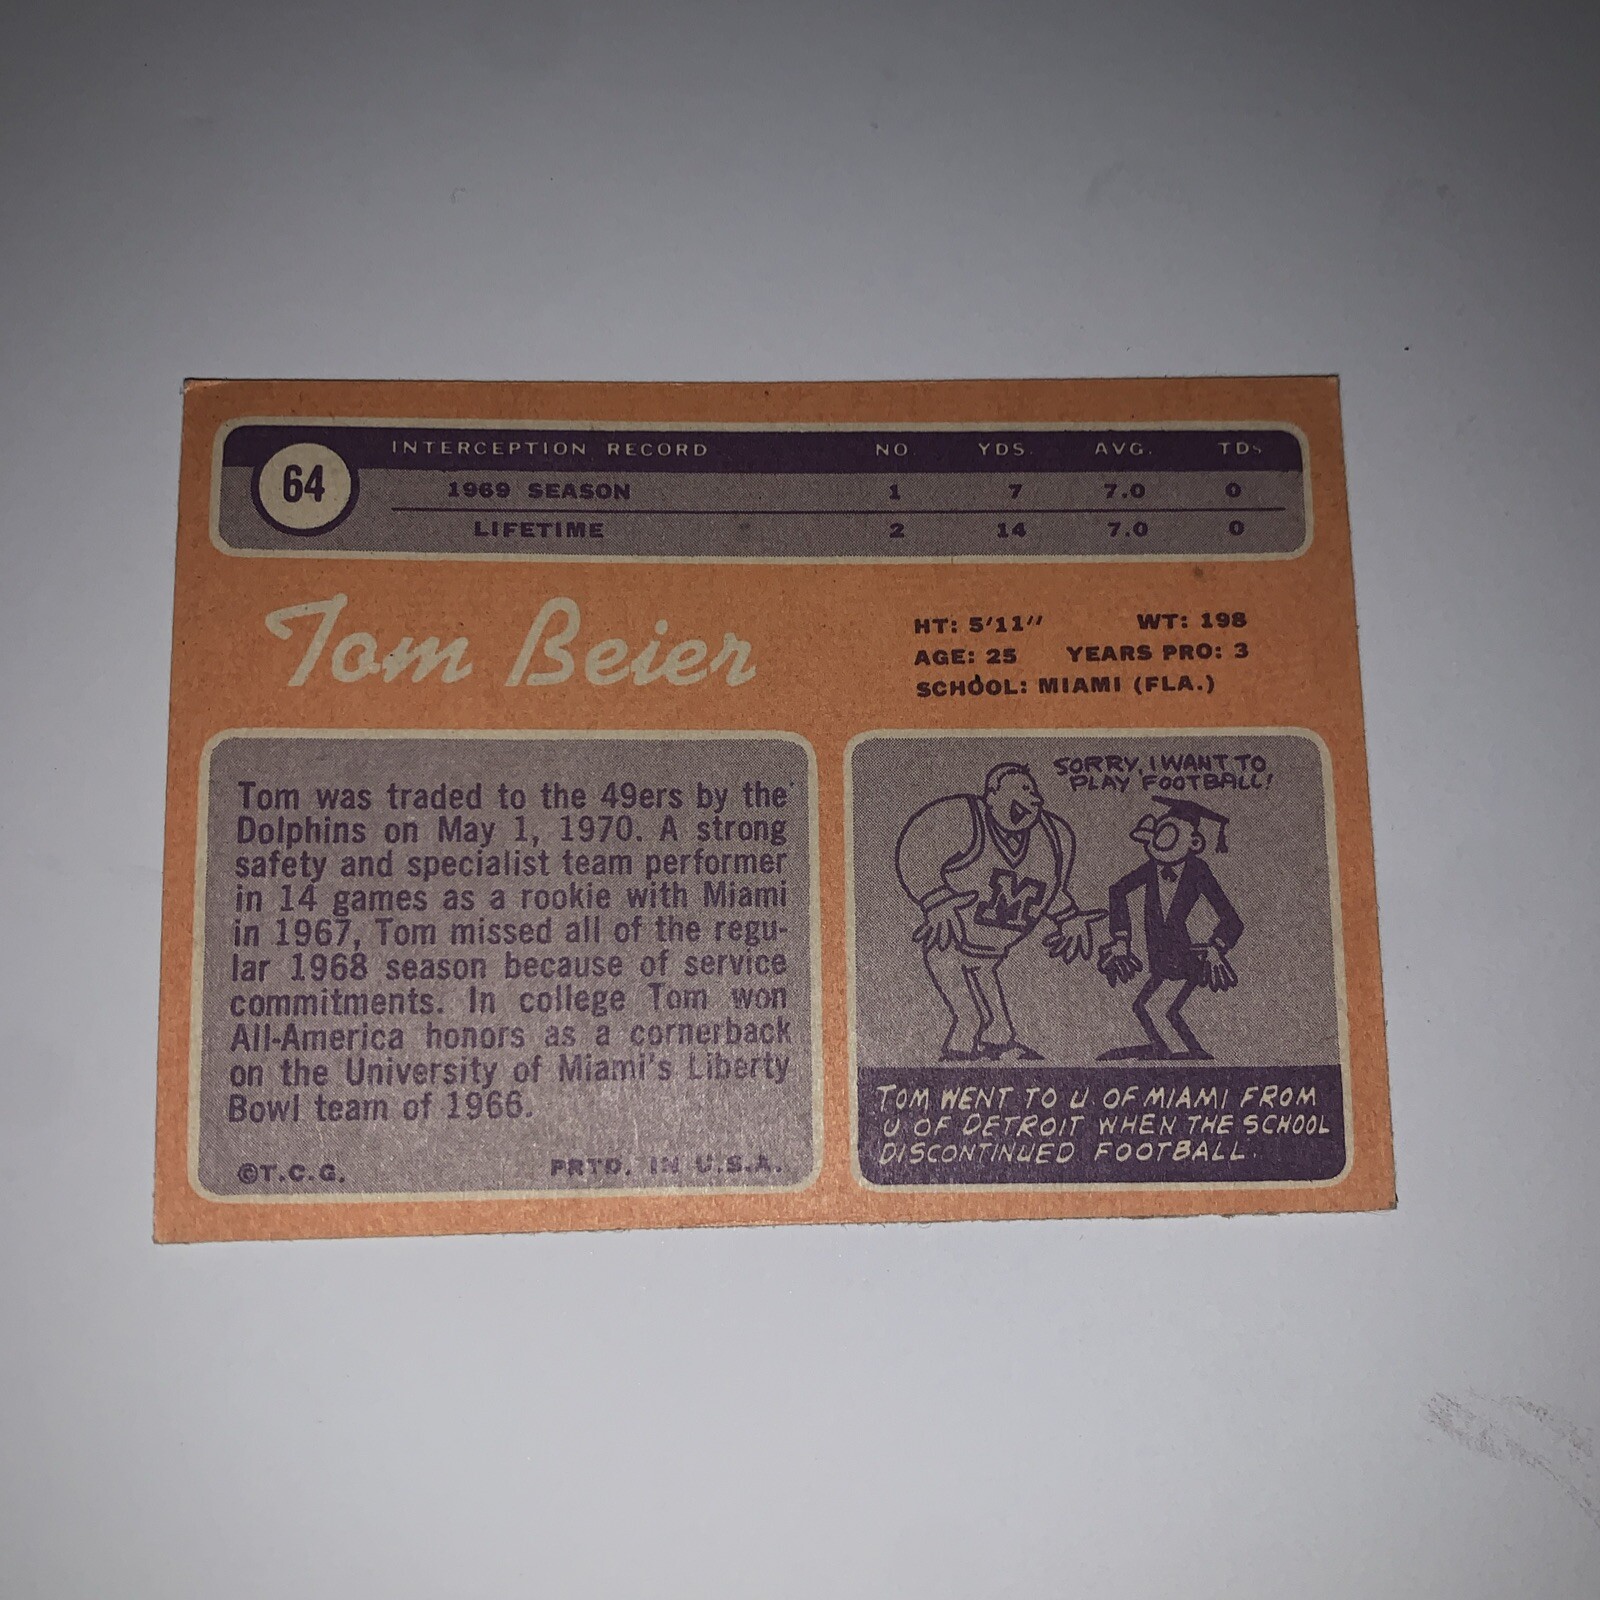 64
INTERCEPTION RECORD NO. YDS. AVG. TDs
1969 SEASON 1 7 7.0 0
LIFETIME 2 14 7.0 0
Tom Beier
HT: 5'11'' WT: 198
AGE: 25 YEARS PRO: 3
SCHOOL: MIAMI (FLA.)
Tom was traded to the 49ers by the
Dolphins on May 1, 1970. A strong
safety and specialist team performer
in 14 games as a rookie with Miami
in 1967, Tom missed all of the regu-
lar 1968 season because of service
commitments. In college Tom won
All-America honors as a cornerback
on the University of Miami's Liberty
Bowl team of 1966.
©T.C.G. PRTD. IN U.S.A.
SORRY, I WANT TO
PLAY FOOTBALL!
M
TOM WENT TO U. OF MIAMI FROM
U OF DETROIT WHEN THE SCHOOL
DISCONTINUED FOOTBALL.